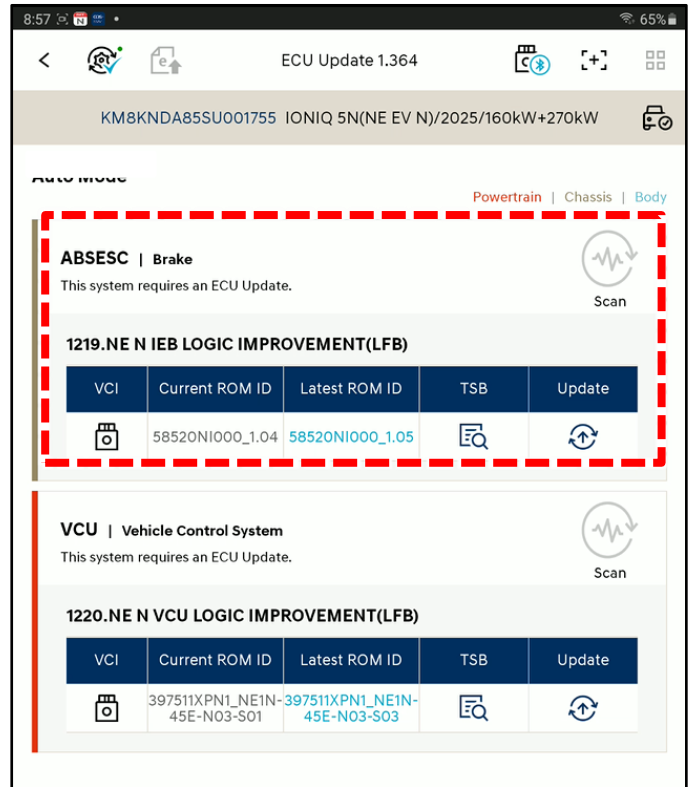 8:57 65%
ECU Update 1.364
KM8KNDA85SU001755 IONIQ 5N(NE EV N)/2025/160kW+270kW
Auto Mode
Powertrain | Chassis | Body
ABSESC | Brake
This system requires an ECU Update.
Scan
1219.NE N IEB LOGIC IMPROVEMENT(LFB)
VCI Current ROM ID Latest ROM ID TSB Update
58520NI000_1.04 58520NI000_1.05
VCU | Vehicle Control System
This system requires an ECU Update.
Scan
1220.NE N VCU LOGIC IMPROVEMENT(LFB)
VCI Current ROM ID Latest ROM ID TSB Update
397511XPN1_NE1N-45E-N03-S01 397511XPN1_NE1N-45E-N03-S03